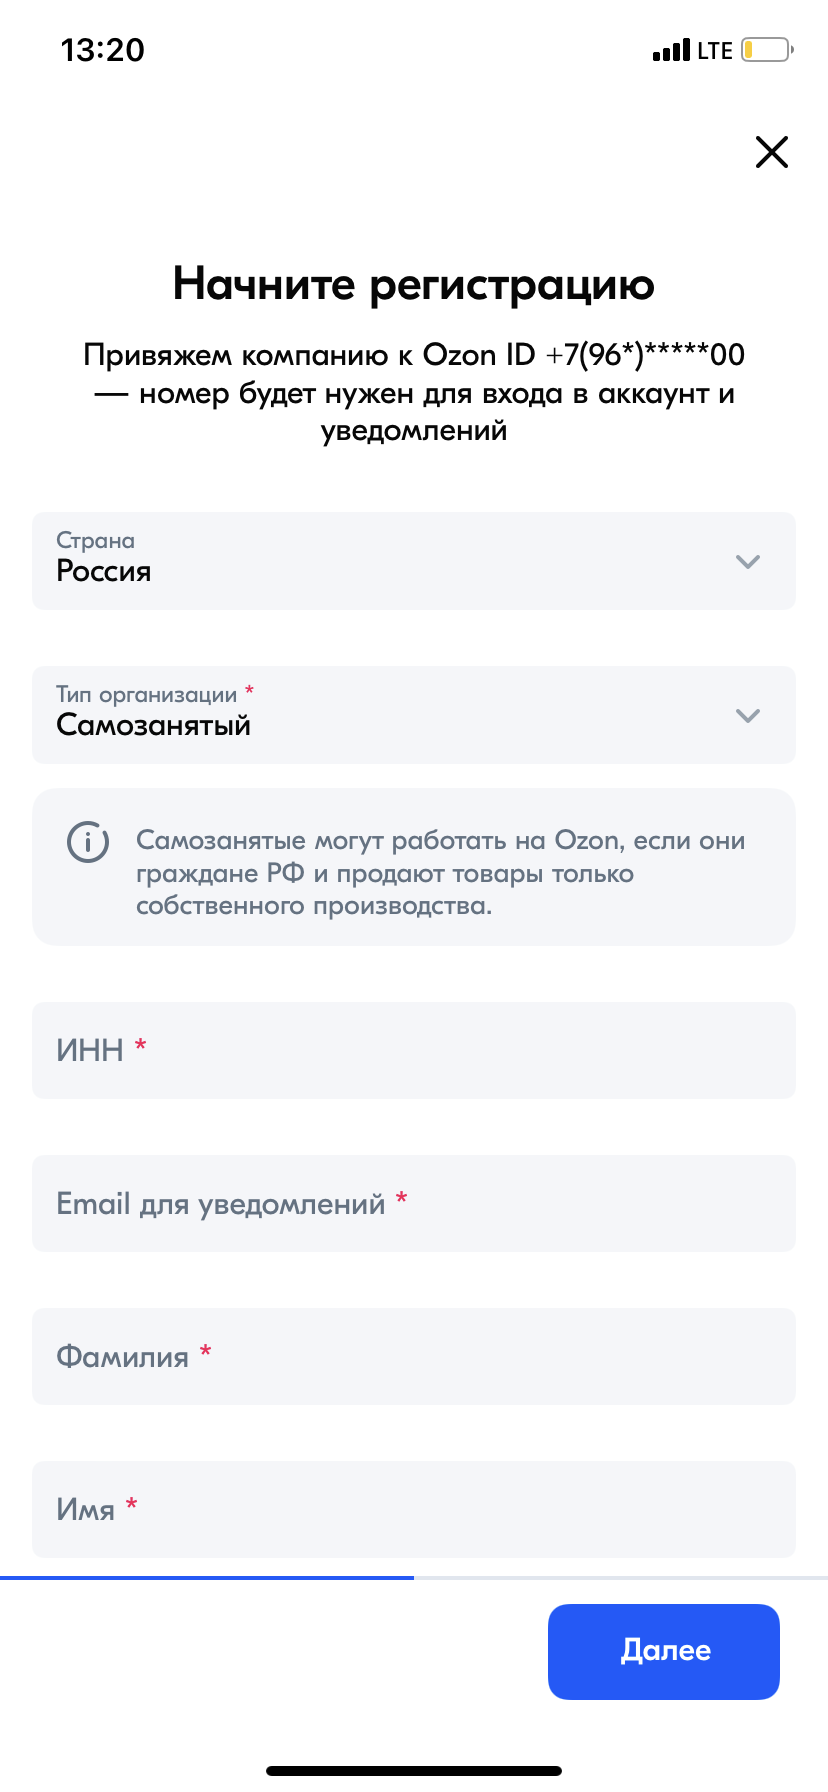 13:20
LTE
Начните регистрацию
Привяжем компанию к Ozon ID +7(96*)*****00
— номер будет нужен для входа в аккаунт и
уведомлений
Страна
Россия
Тип организации *
Самозанятый
Самозанятые могут работать на Ozon, если они
граждане РФ и продают товары только
собственного производства.
ИНН *
Email для уведомлений *
Фамилия *
Имя *
Далее